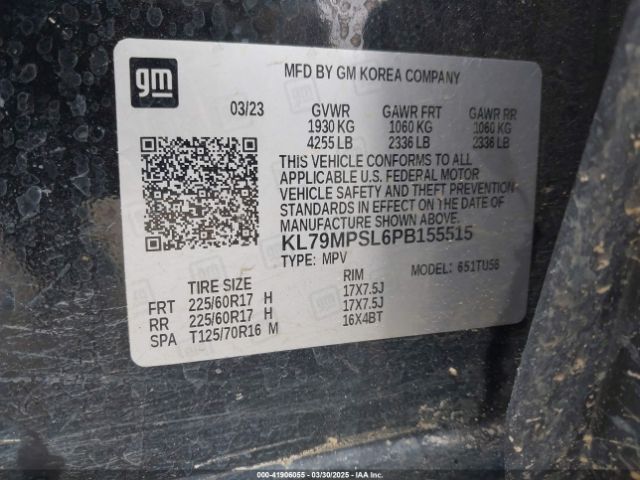 gm
MFD BY GM KOREA COMPANY
03/23 GVWR GAWR FRT GAWR RR
1930 KG 1060 KG 1060 KG
4255 LB 2336 LB 2336 LB
THIS VEHICLE CONFORMS TO ALL
APPLICABLE U.S. FEDERAL MOTOR
VEHICLE SAFETY AND THEFT PREVENTION
STANDARDS IN EFFECT ON THE DATE OF
MANUFACTURE SHOWN ABOVE.
KL79MPSL6PB155515
TYPE: MPV MODEL: 651TU56
TIRE SIZE RIM
FRT 225/60R17 H 17X7.5J
RR 225/60R17 H 17X7.5J
SPA T125/70R16 M 16X4BT
000-41906055 — 03/30/2025 — IAAI.COM